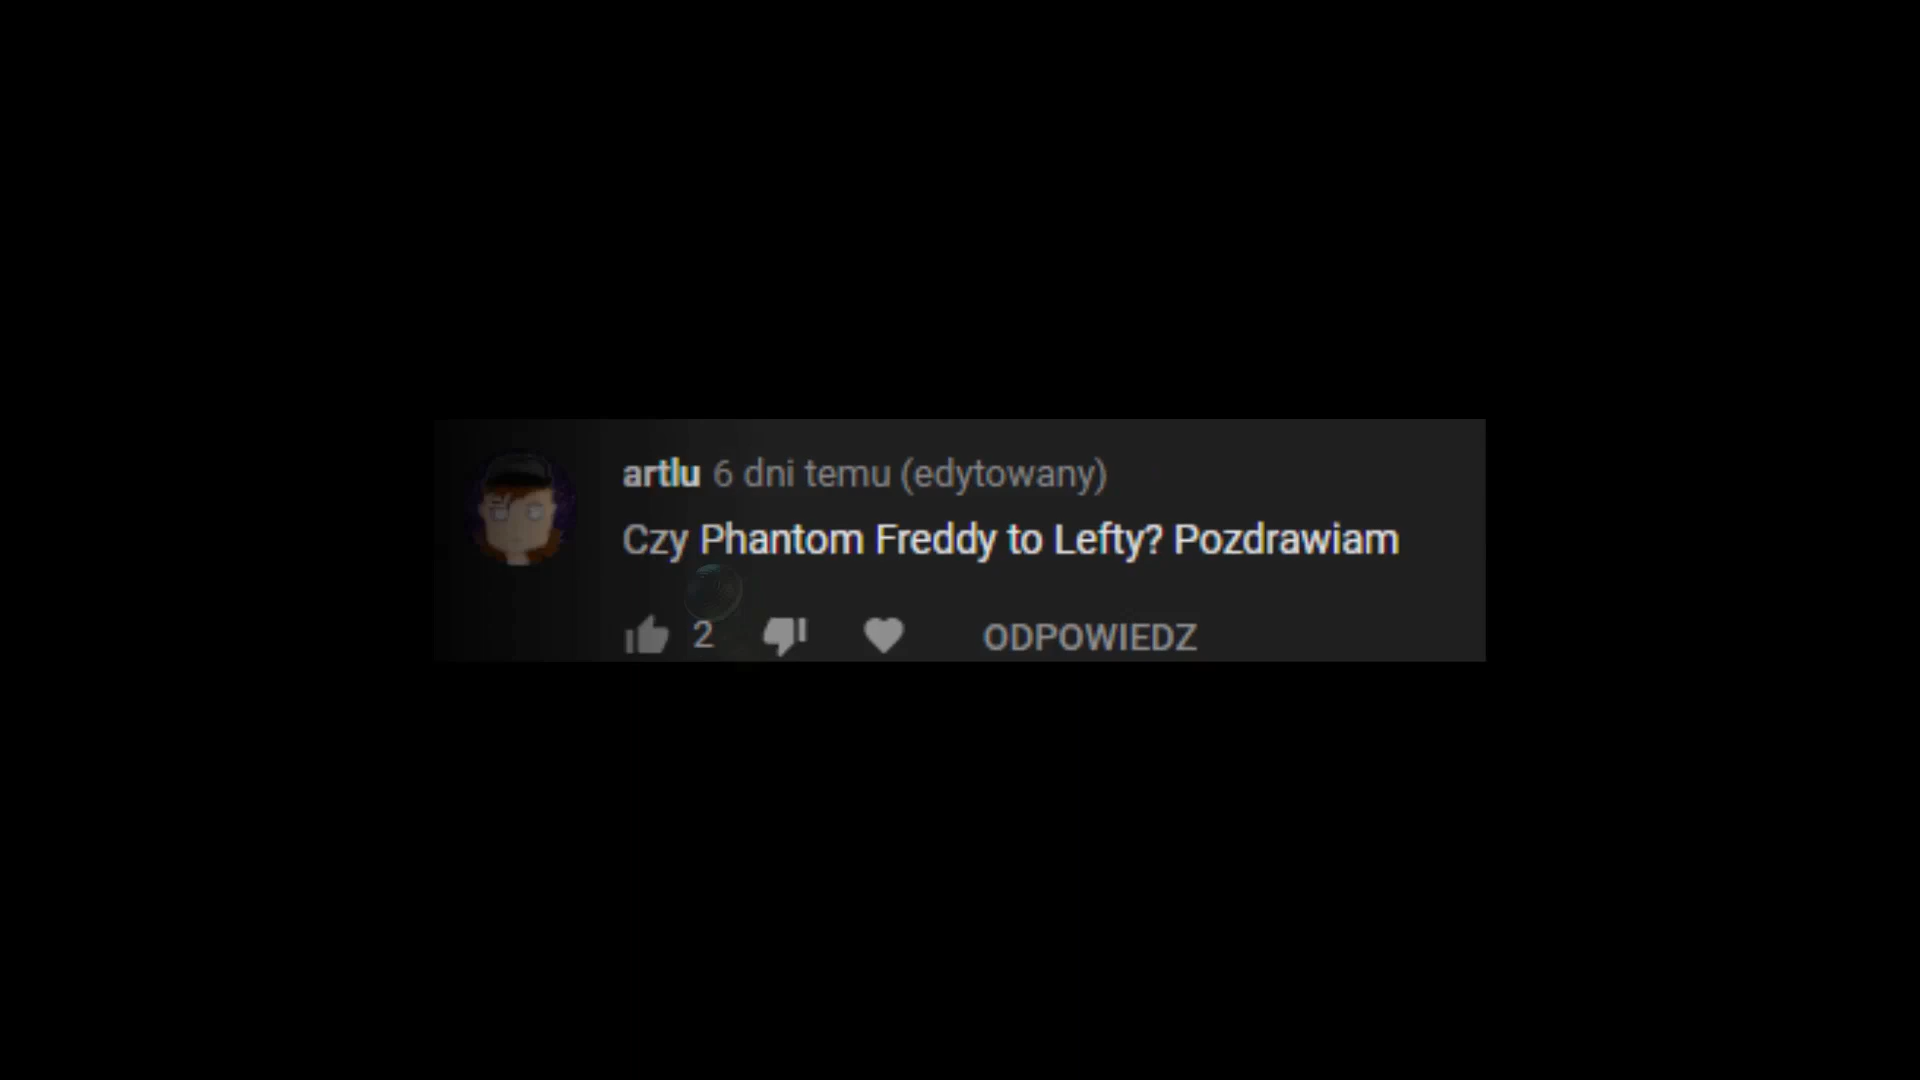 artlu 6 dni temu (edytowany)
Czy Phantom Freddy to Lefty? Pozdrawiam
2 ODPOWIEDZ